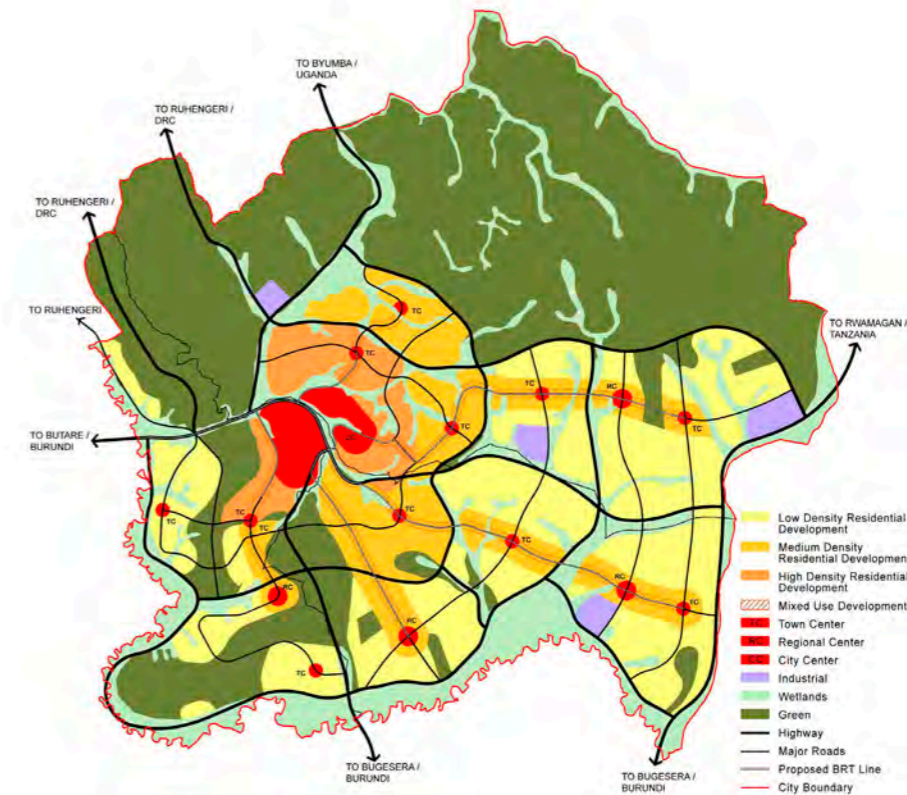 TO BYUMBA /
UGANDA
TO RUHENGERI /
DRC
TO RUHENGERI /
DRC
TO RUHENGERI
TO RWAMAGAN /
TANZANIA
TO BUTARE /
BURUNDI
TC
TC
TC
RC
TC
TC
CC
TC
TC
TC
TC
TC
RC
RC
TC
RC
TC
TO BUGESERA /
BURUNDI
TO BUGESERA /
BURUNDI
Low Density Residential
Development
Medium Density
Residential Development
High Density Residential
Development
Mixed Use Development
TC Town Center
RC Regional Center
CC City Center
Industrial
Wetlands
Green
Highway
Major Roads
Proposed BRT Line
City Boundary